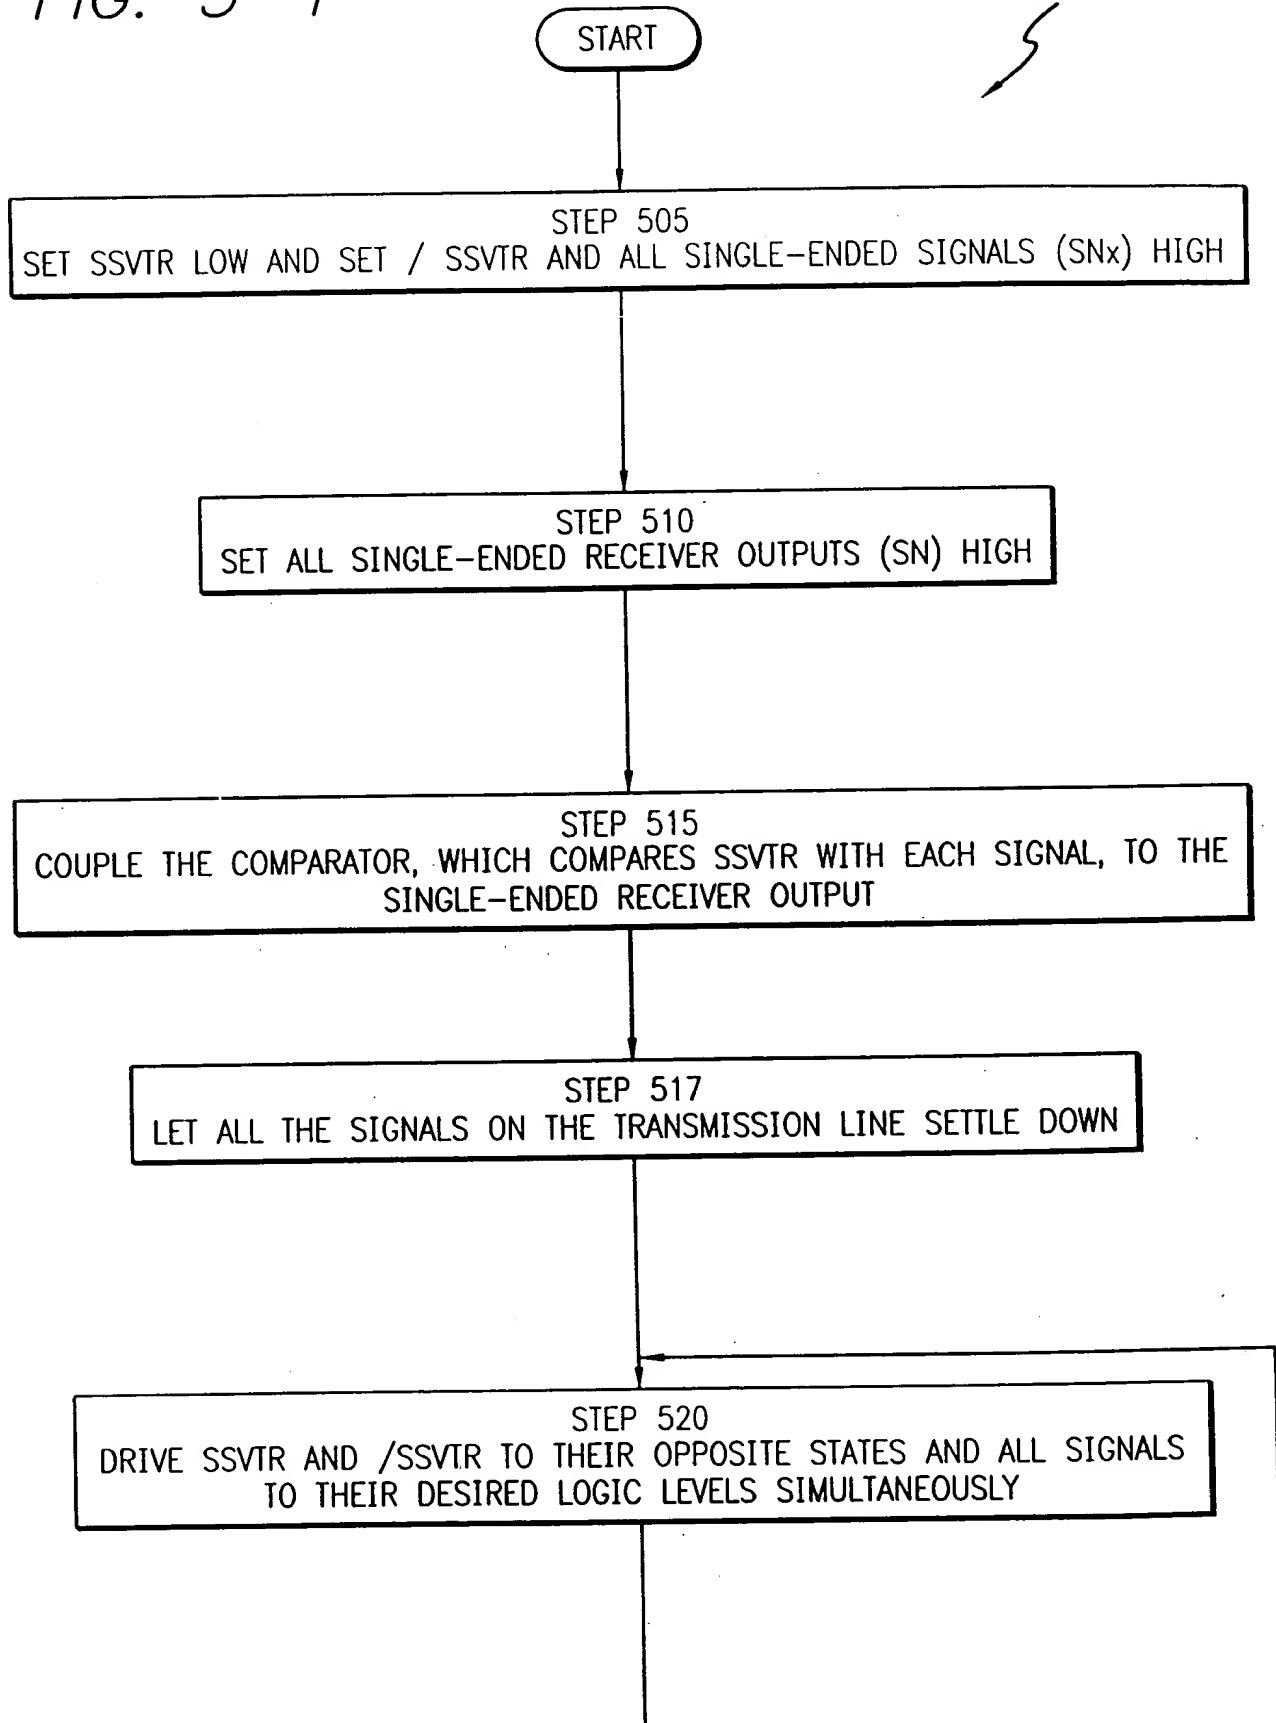 FIG. 5-1
START
STEP 505
SET SSVTR LOW AND SET / SSVTR AND ALL SINGLE-ENDED SIGNALS (SNx) HIGH
STEP 510
SET ALL SINGLE-ENDED RECEIVER OUTPUTS (SN) HIGH
STEP 515
COUPLE THE COMPARATOR, WHICH COMPARES SSVTR WITH EACH SIGNAL, TO THE
SINGLE-ENDED RECEIVER OUTPUT
STEP 517
LET ALL THE SIGNALS ON THE TRANSMISSION LINE SETTLE DOWN
STEP 520
DRIVE SSVTR AND /SSVTR TO THEIR OPPOSITE STATES AND ALL SIGNALS
TO THEIR DESIRED LOGIC LEVELS SIMULTANEOUSLY